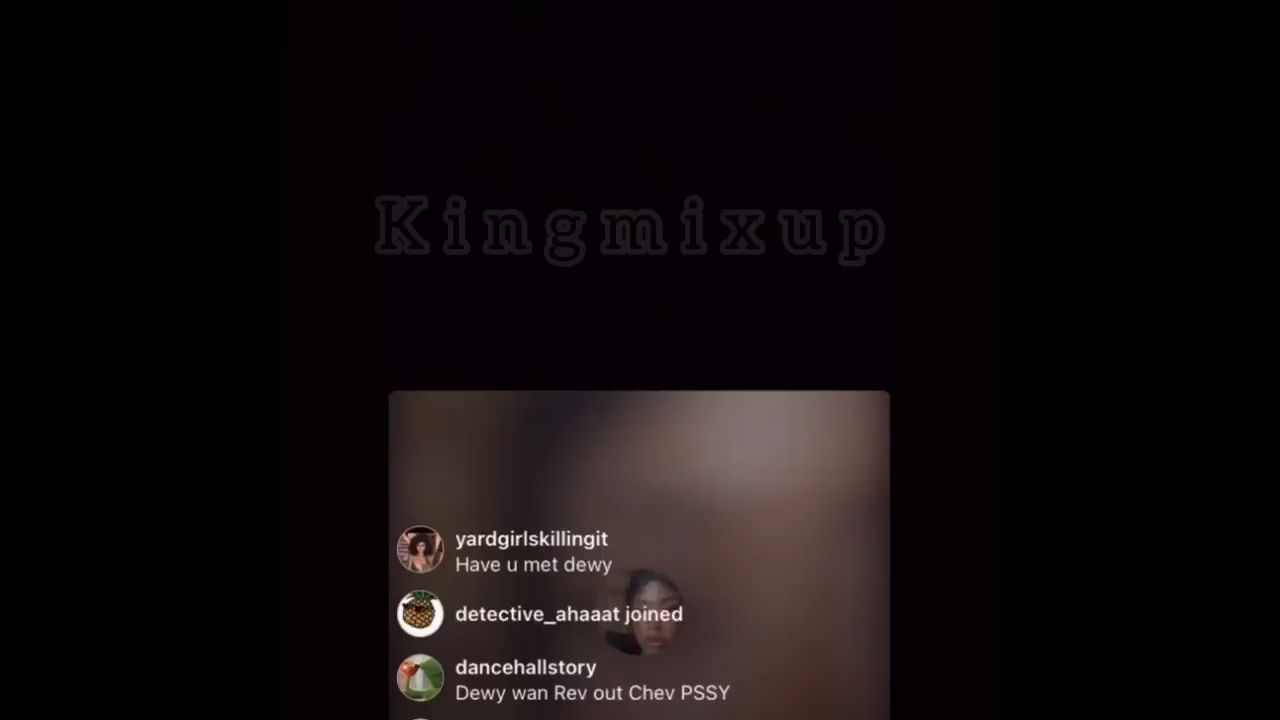 Kingmixup
yardgirlskillingit
Have u met dewy
detective_ahaaat joined
dancehallstory
Dewy wan Rev out Chev PSSY